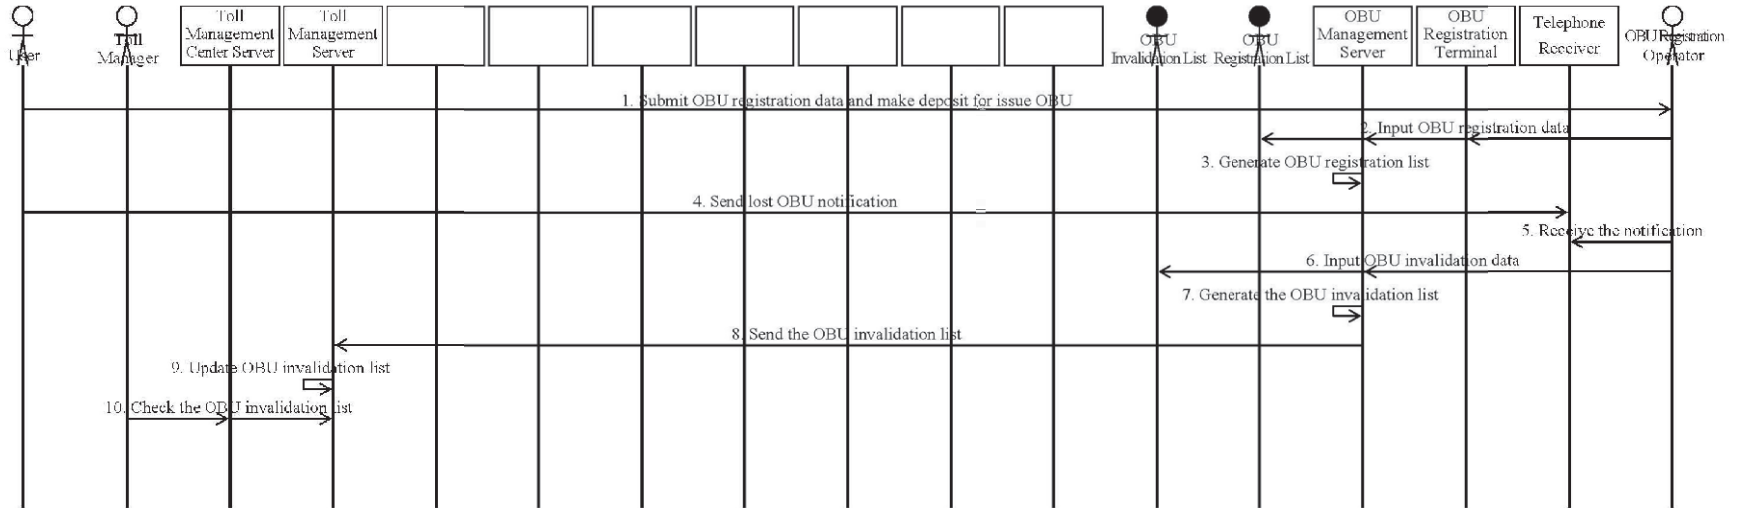 User
Toll
Manager
Toll
Management
Center Server
Toll
Management
Server
OBU
Invalidation List
OBU
Registration List
OBU
Management
Server
OBU
Registration
Terminal
Telephone
Receiver
OBU Registration
Operator
1. Submit OBU registration data and make deposit for issue OBU
2. Input OBU registration data
3. Generate OBU registration list
4. Send lost OBU notification
5. Receive the notification
6. Input OBU invalidation data
7. Generate the OBU invalidation list
8. Send the OBU invalidation list
9. Update OBU invalidation list
10. Check the OBU invalidation list